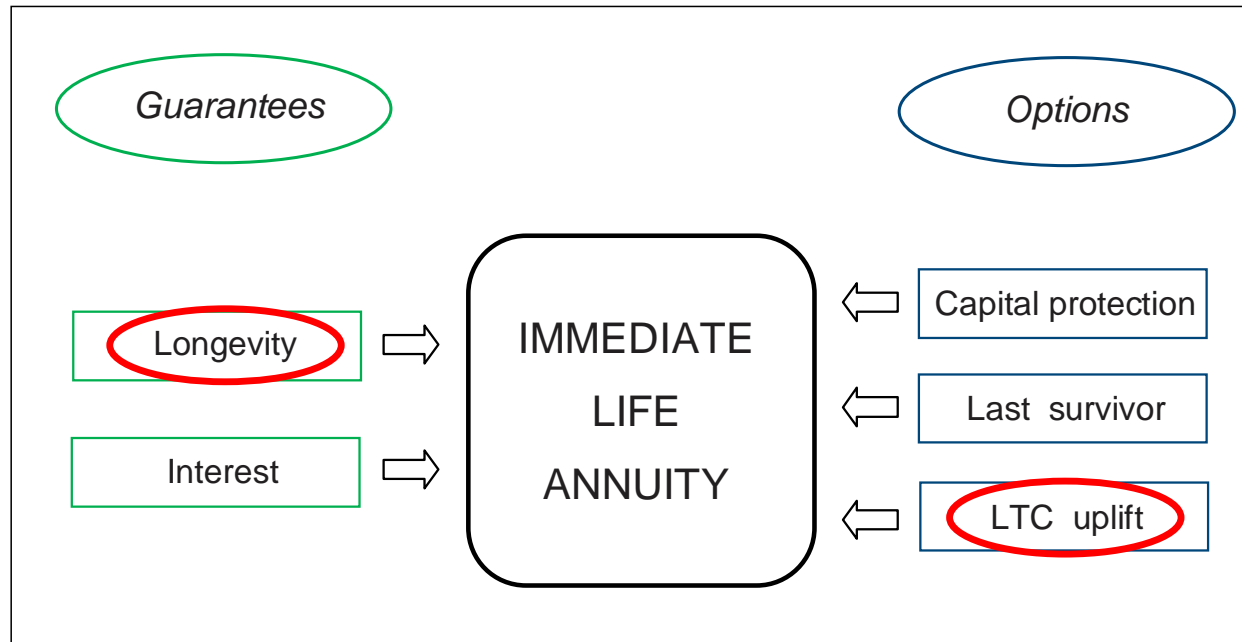 Guarantees
Options
Longevity
Interest
IMMEDIATE
LIFE
ANNUITY
Capital protection
Last survivor
LTC uplift